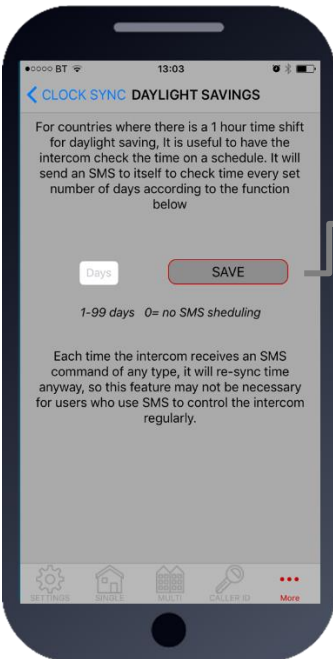 ●○○○○ BT 13:03
CLOCK SYNC DAYLIGHT SAVINGS
For countries where there is a 1 hour time shift
for daylight saving, It is useful to have the
intercom check the time on a schedule. It will
send an SMS to itself to check time every set
number of days according to the function
below
Days SAVE
1-99 days 0= no SMS sheduling
Each time the intercom receives an SMS
command of any type, it will re-sync time
anyway, so this feature may not be necessary
for users who use SMS to control the intercom
regularly.
SETTINGS SINGLE MULTI CALLER ID More